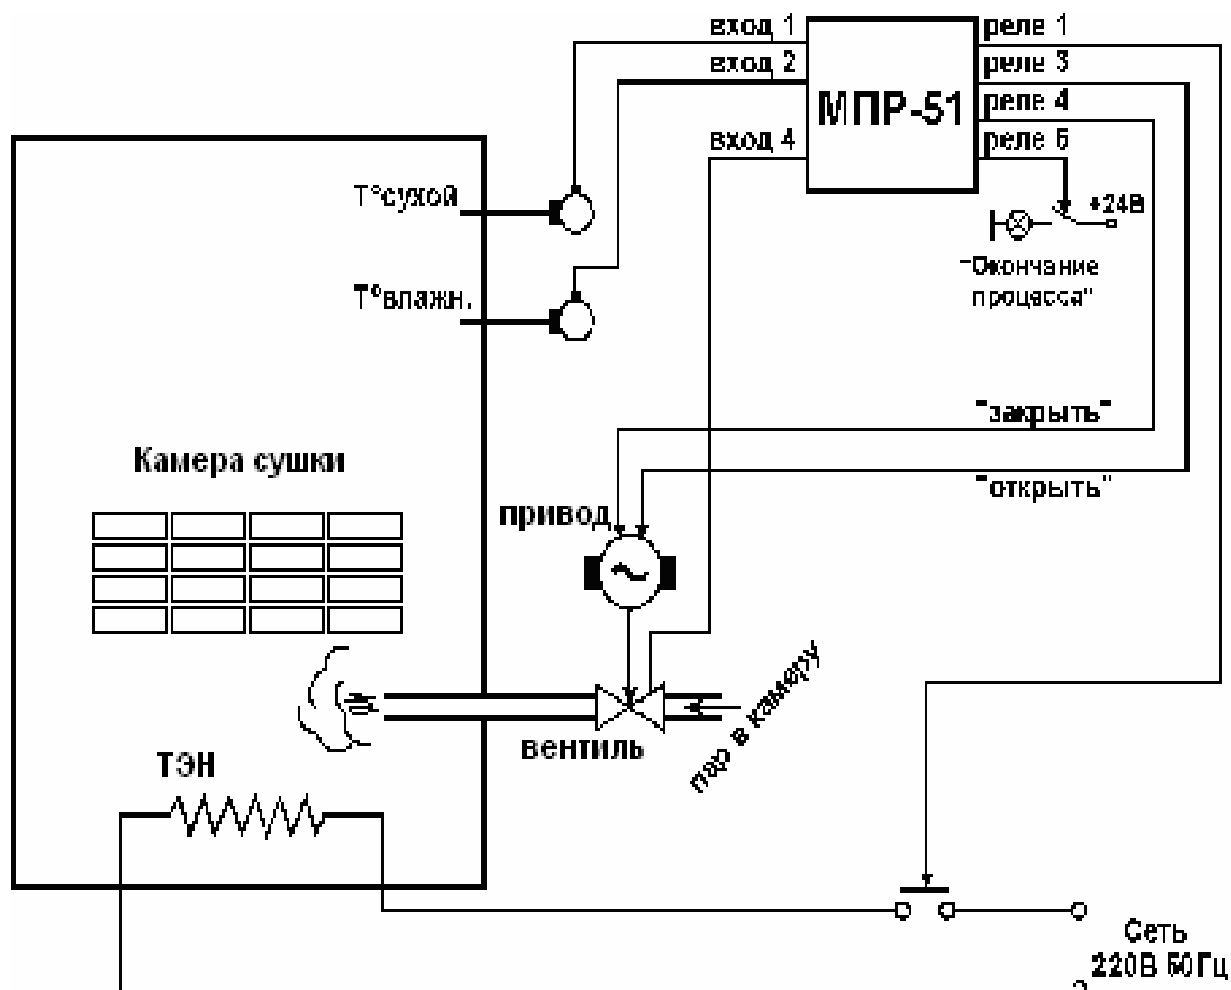 вход 1
вход 2
вход 4
МПР-51
реле 1
реле 3
реле 4
реле 5
+24В
"Окончание
процесса"
Т°сухой
Т°влажн.
"закрыть"
"открыть"
Камера сушки
привод
вентиль
пар в камеру
ТЭН
Сеть
220В 50Гц